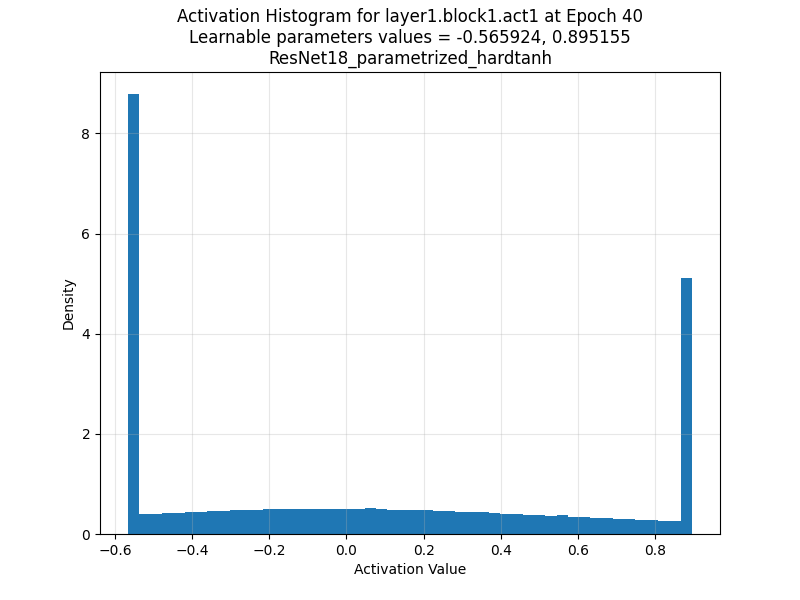 Activation Histogram for layer1.block1.act1 at Epoch 40
Learnable parameters values = -0.565924, 0.895155
ResNet18_parametrized_hardtanh
8
6
4
2
0
Density
−0.6 −0.4 −0.2 0.0 0.2 0.4 0.6 0.8
Activation Value